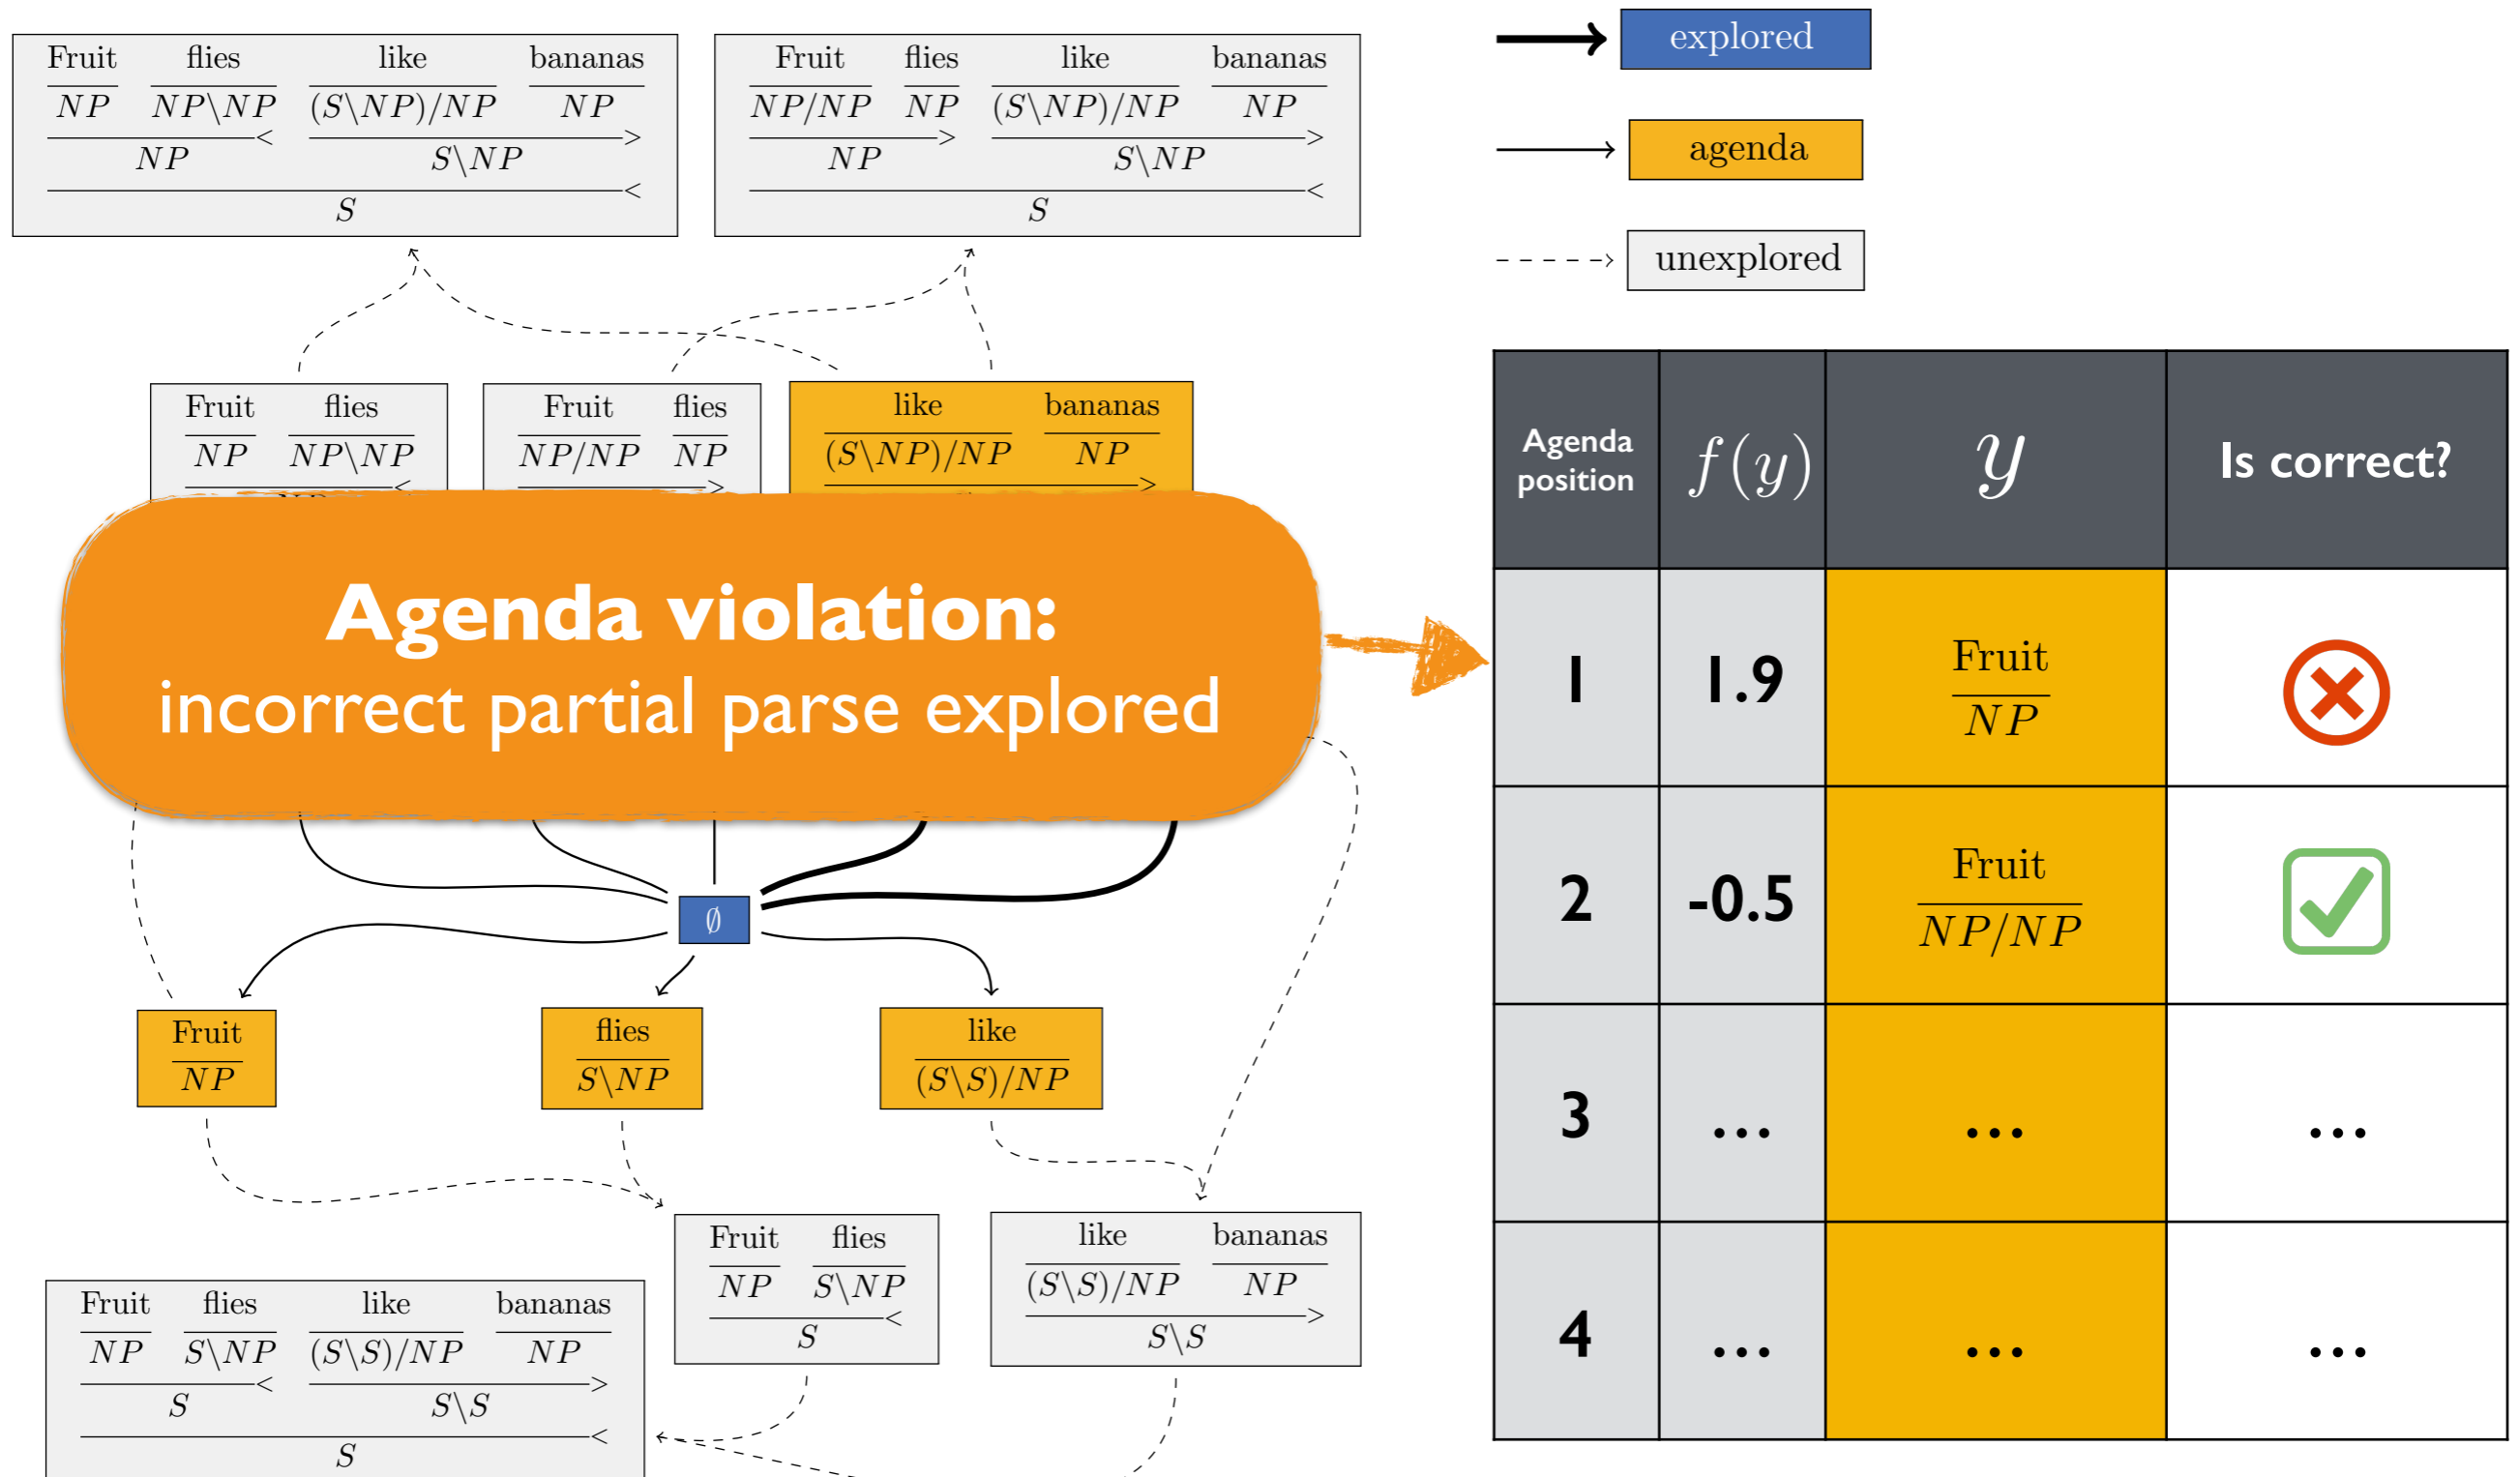 Fruit flies like bananas
NP NP\NP (S\NP)/NP NP
< >
NP S\NP
<
S
Fruit flies like bananas
NP/NP NP (S\NP)/NP NP
> >
NP S\NP
<
S
explored
agenda
unexplored
Fruit flies
NP NP\NP
<
Fruit flies
NP/NP NP
>
like bananas
(S\NP)/NP NP
>
Agenda violation:
incorrect partial parse explored
∅
Fruit
NP
flies
S\NP
like
(S\S)/NP
Fruit flies
NP S\NP
<
S
like bananas
(S\S)/NP NP
>
S\S
Fruit flies like bananas
NP S\NP (S\S)/NP NP
< >
S S\S
<
S
Agenda position f(y) y Is correct?
1 1.9 Fruit
NP
2 -0.5 Fruit
NP/NP
3 ... ... ...
4 ... ... ...